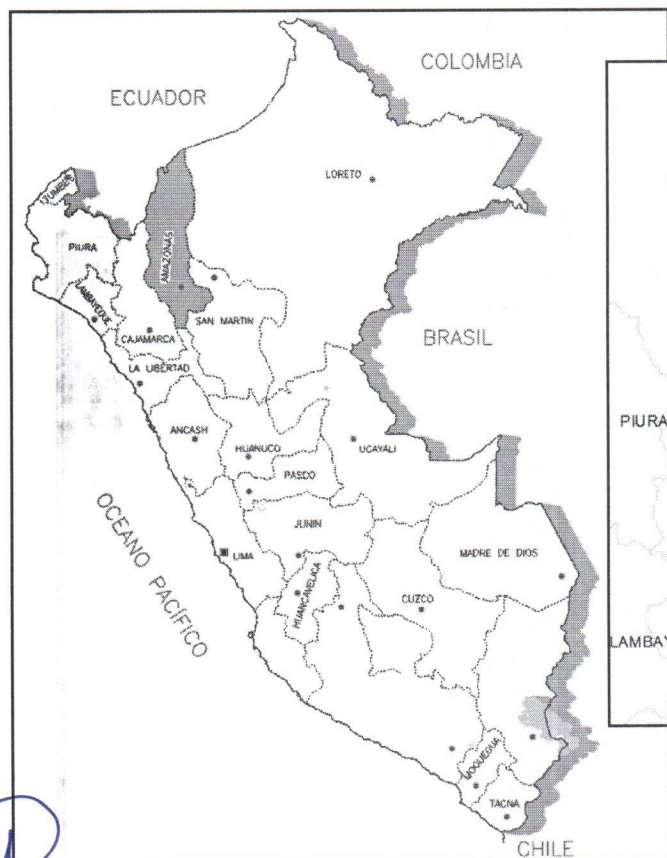 COLOMBIA
ECUADOR
LORETO
TUMBES
PIURA
AMAZONAS
LAMBAYEQUE
SAN MARTIN
CAJAMARCA
BRASIL
LA LIBERTAD
PIURA
ANCASH
HUANUCO
UCAYALI
PASCO
OCEANO PACÍFICO
JUNIN
LIMA
MADRE DE DIOS
HUANCAVELICA
CUZCO
LAMBAY
MOQUEGUA
TACNA
CHILE